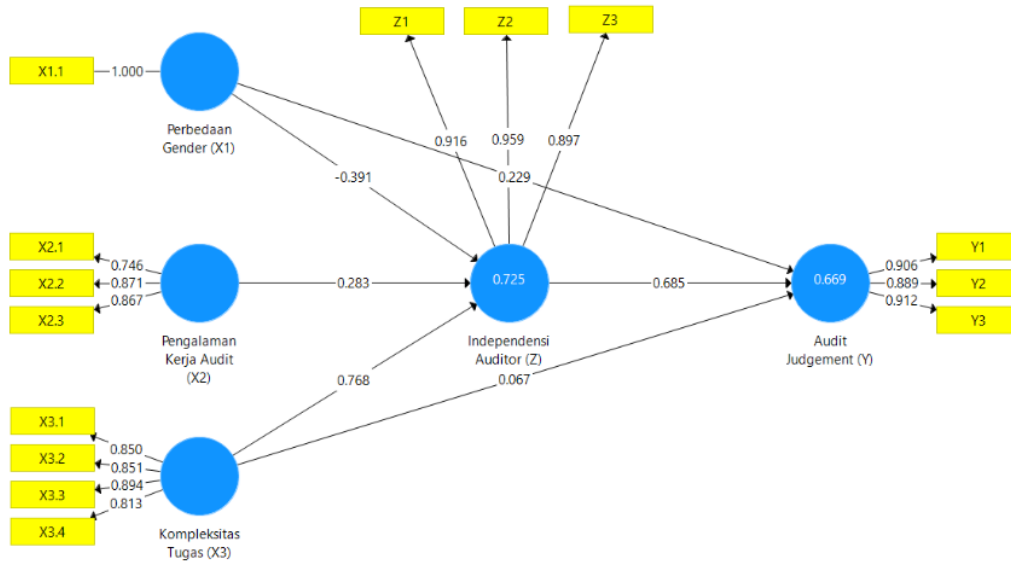 Z1
Z2
Z3
X1.1
1.000
Perbedaan
Gender (X1)
0.916
0.959
0.897
-0.391
0.229
X2.1
X2.2
X2.3
0.746
0.871
0.867
Pengalaman
Kerja Audit
(X2)
0.283
0.725
Independensi
Auditor (Z)
0.685
0.669
Audit
Judgement (Y)
0.906
0.889
0.912
Y1
Y2
Y3
0.768
0.067
X3.1
X3.2
X3.3
X3.4
0.850
0.851
0.894
0.813
Kompleksitas
Tugas (X3)